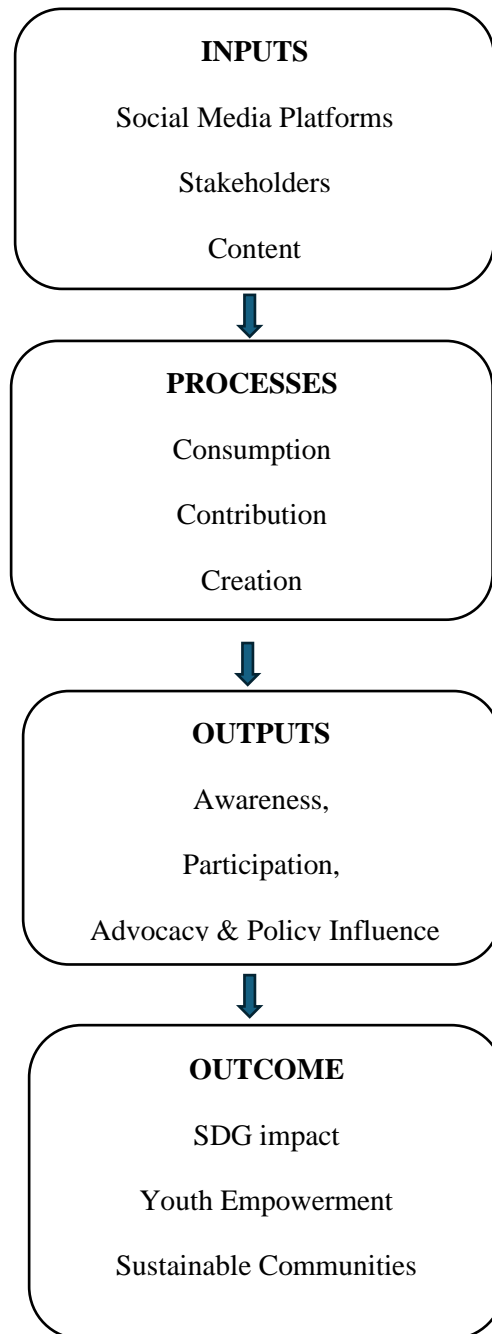 INPUTS
Social Media Platforms
Stakeholders
Content
PROCESSES
Consumption
Contribution
Creation
OUTPUTS
Awareness,
Participation,
Advocacy & Policy Influence
OUTCOME
SDG impact
Youth Empowerment
Sustainable Communities